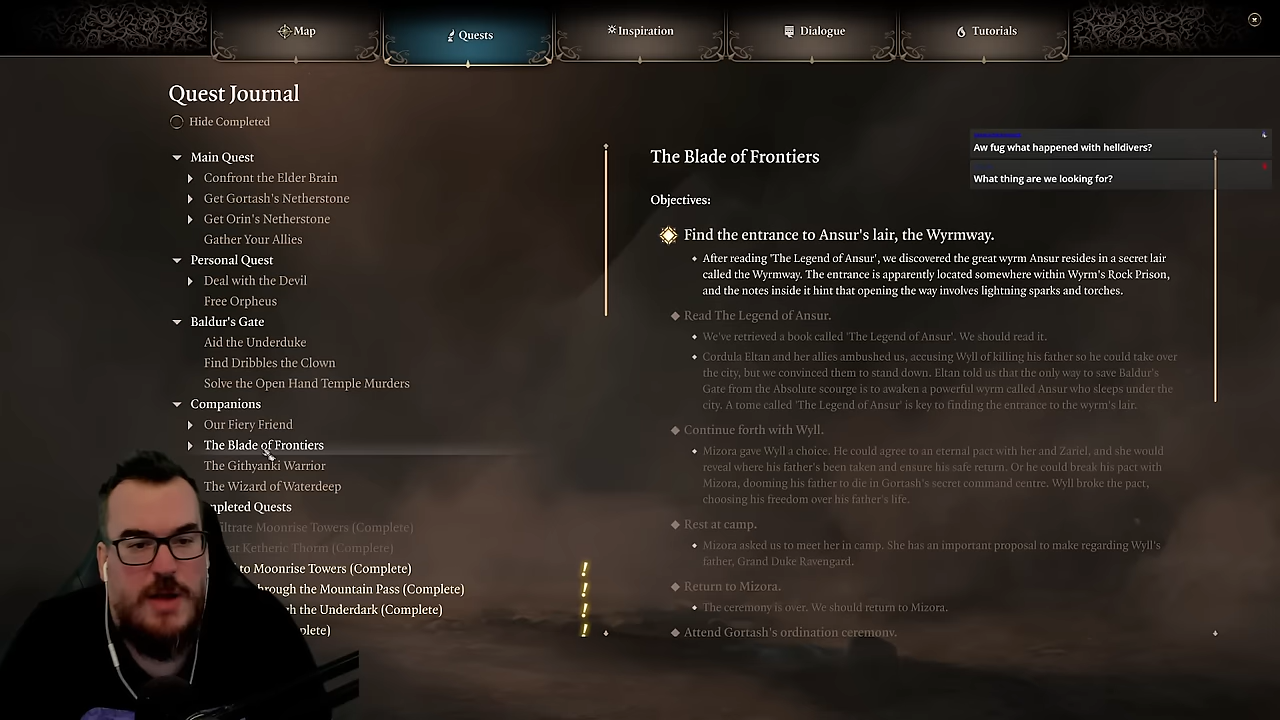 Map
Quests
Inspiration
Dialogue
Tutorials
Quest Journal
Hide Completed
Main Quest
Confront the Elder Brain
Get Gortash's Netherstone
Get Orin's Netherstone
Gather Your Allies
Personal Quest
Deal with the Devil
Free Orpheus
Baldur's Gate
Aid the Underduke
Find Dribbles the Clown
Solve the Open Hand Temple Murders
Companions
Our Fiery Friend
The Blade of Frontiers
The Githyanki Warrior
The Wizard of Waterdeep
Quests
Moonrise Towers (Complete)
Ketheric Thorm (Complete)
to Moonrise Towers (Complete)
through the Mountain Pass (Complete)
the Underdark (Complete)
The Blade of Frontiers
Objectives:
Find the entrance to Ansur's lair, the Wyrmway.
After reading 'The Legend of Ansur', we discovered the great wyrm Ansur resides in a secret lair
called the Wyrmway. The entrance is apparently located somewhere within Wyrm's Rock Prison,
and the notes inside it hint that opening the way involves lightning sparks and torches.
Read The Legend of Ansur.
We've retrieved a book called 'The Legend of Ansur'. We should read it.
Cordula Eltan and her allies ambushed us, accusing Wyll of killing his father so he could take over
the city, but we convinced them to stand down. Eltan told us that the only way to save Baldur's
Gate from the Absolute scourge is to awaken a powerful wyrm called Ansur who sleeps under the
city. A tome called 'The Legend of Ansur' is key to finding the entrance to the wyrm's lair.
Continue forth with Wyll.
Mizora gave Wyll a choice. He could agree to an eternal pact with her and Zariel, and she would
reveal where his father's been taken and ensure his safe return. Or he could break his pact with
Mizora, dooming his father to die in Gortash's secret command centre. Wyll broke the pact,
choosing his freedom over his father's life.
Rest at camp.
Mizora asked us to meet her in camp. She has an important proposal to make regarding Wyll's
father, Grand Duke Ravengard.
Return to Mizora.
The ceremony is over. We should return to Mizora.
Attend Gortash's ordination ceremony.
Aw fug what happened with helldivers?
What thing are we looking for?